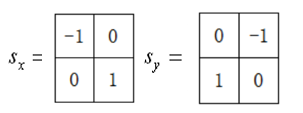 s_x = -1 0 s_y = 0 -1
0 1 1 0